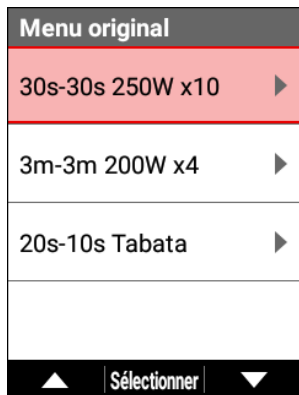 Menu original
30s-30s 250W x10
3m-3m 200W x4
20s-10s Tabata
Sélectionner